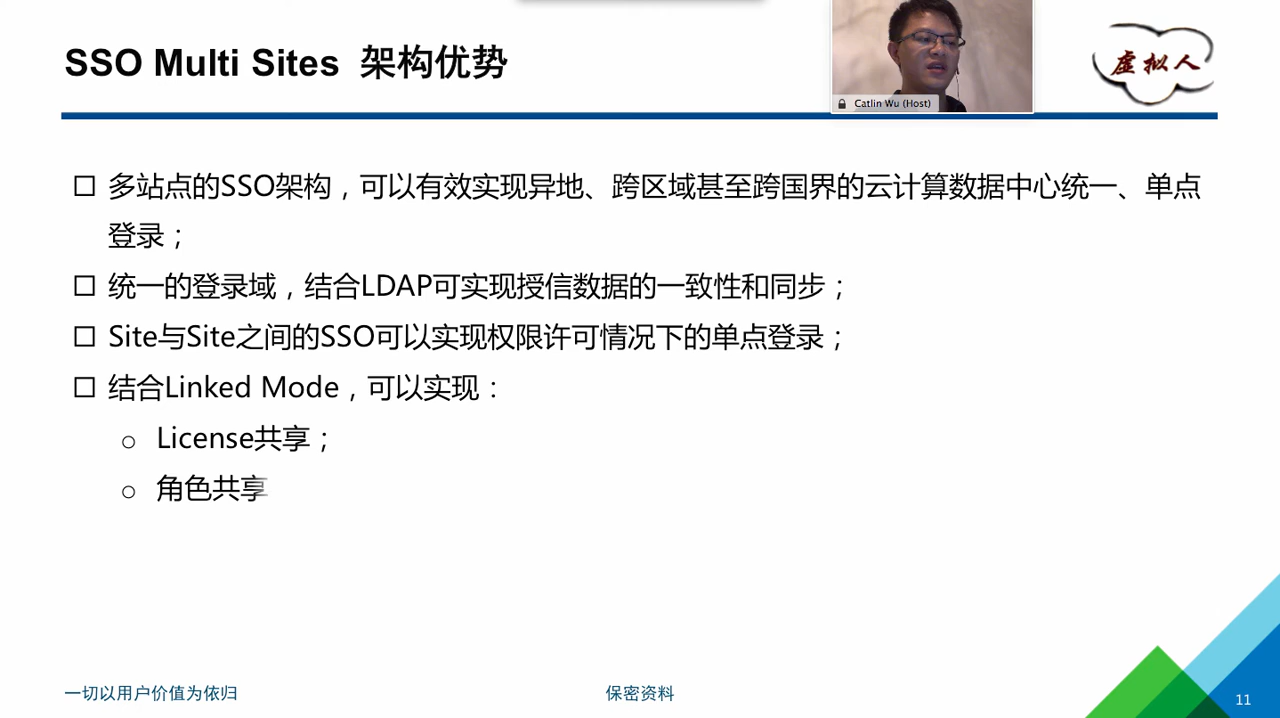 SSO Multi Sites 架构优势
Catlin Wu (Host)
虚拟人
多站点的SSO架构，可以有效实现异地、跨区域甚至跨国界的云计算数据中心统一、单点
登录；
统一的登录域，结合LDAP可实现授信数据的一致性和同步；
Site与Site之间的SSO可以实现权限许可情况下的单点登录；
结合Linked Mode，可以实现：
License共享；
角色共享
一切以用户价值为依归
保密资料
11